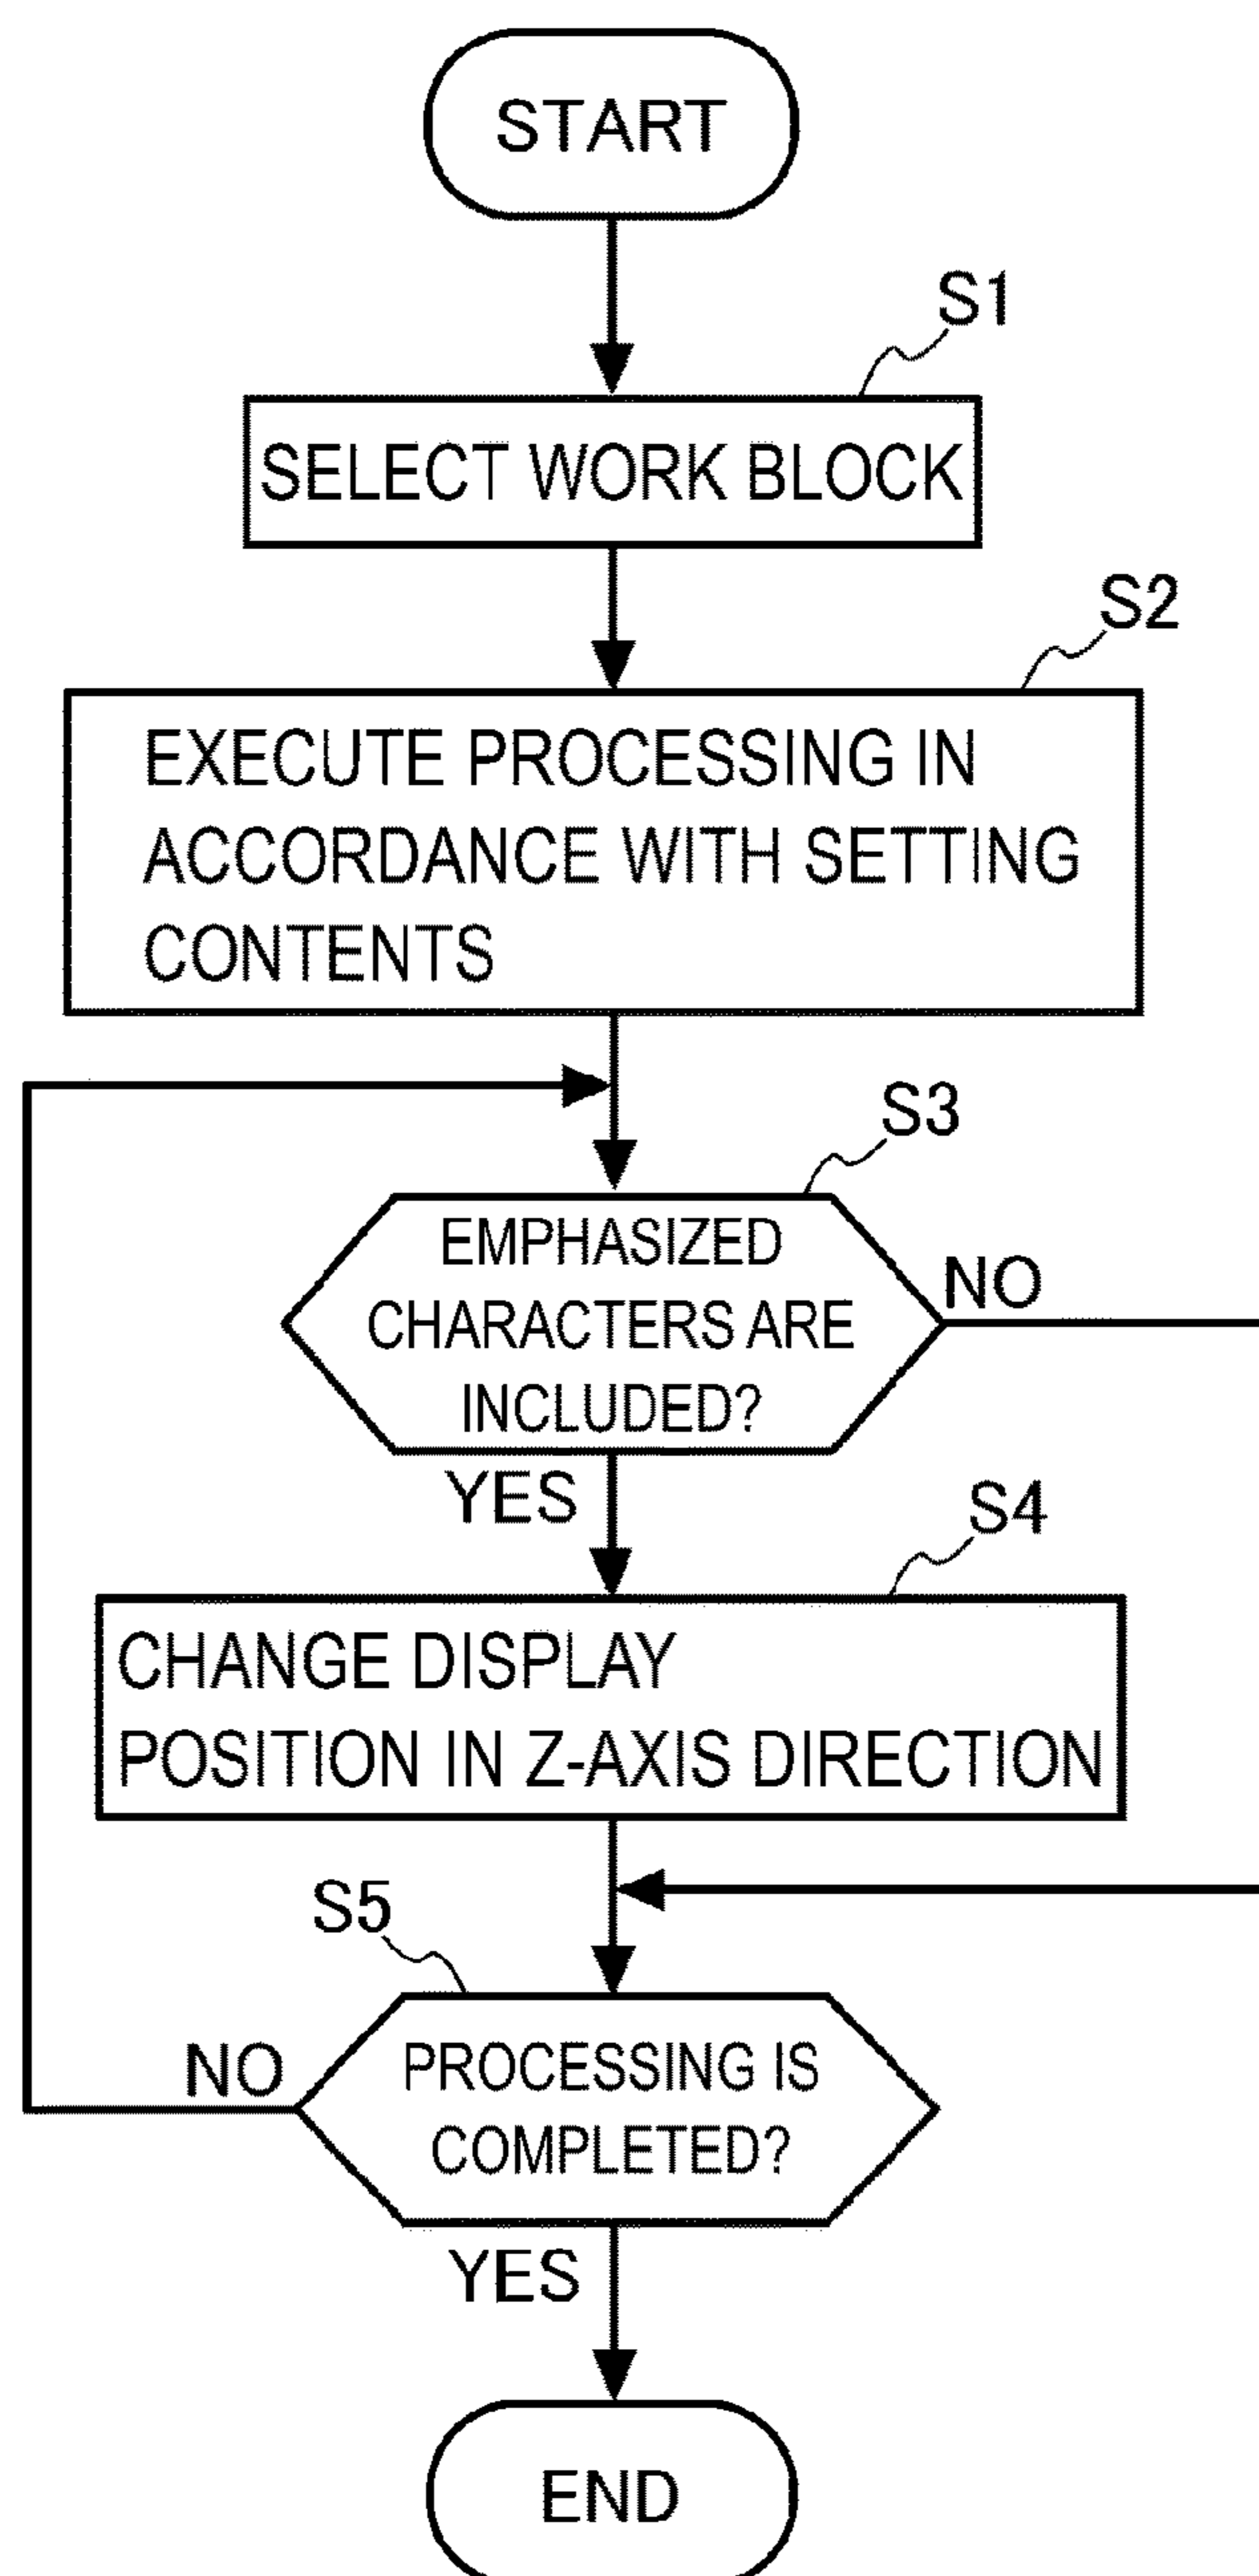 START
S1
SELECT WORK BLOCK
S2
EXECUTE PROCESSING IN
ACCORDANCE WITH SETTING
CONTENTS
S3
EMPHASIZED
CHARACTERS ARE
INCLUDED?
NO
YES
S4
CHANGE DISPLAY
POSITION IN Z-AXIS DIRECTION
S5
PROCESSING IS
COMPLETED?
NO
YES
END